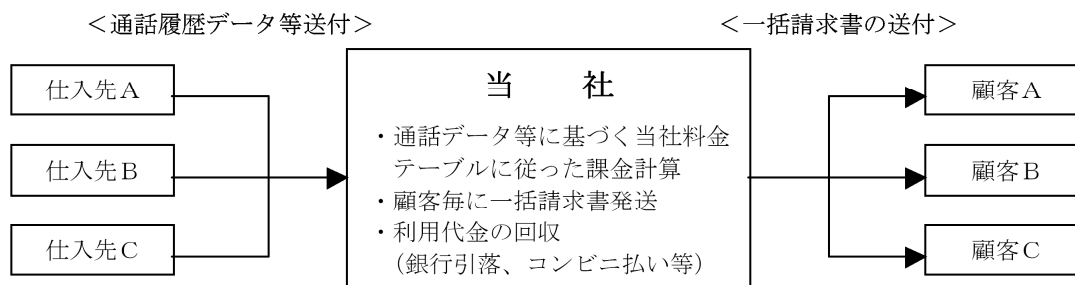 ＜通話履歴データ等送付＞
＜一括請求書の送付＞
仕入先Ａ
仕入先Ｂ
仕入先Ｃ
当　　社
・通話データ等に基づく当社料金
テーブルに従った課金計算
・顧客毎に一括請求書発送
・利用代金の回収
（銀行引落、コンビニ払い等）
顧客Ａ
顧客Ｂ
顧客Ｃ